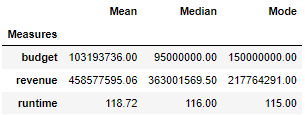 Mean Median Mode
Measures
budget 103193736.00 95000000.00 150000000.00
revenue 458577595.06 363001569.50 217764291.00
runtime 118.72 116.00 115.00